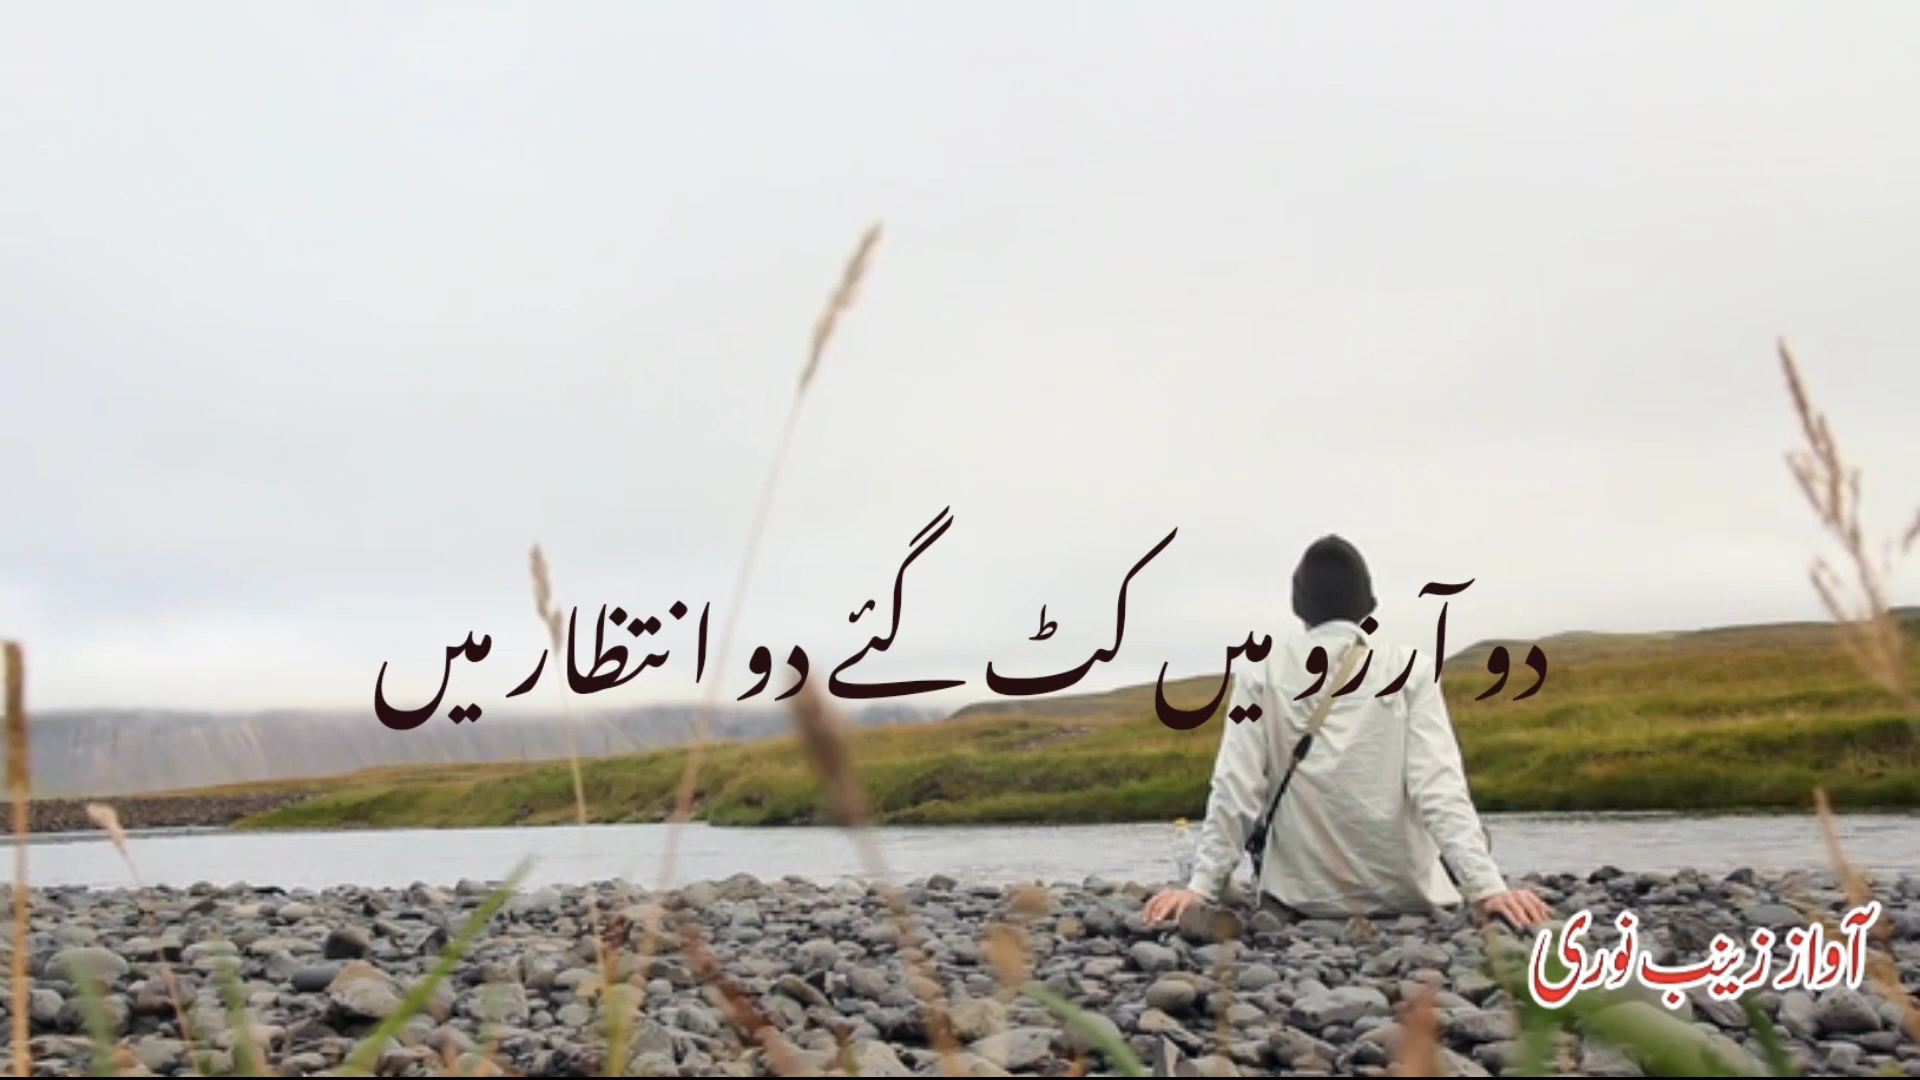 دو آرزو میں کٹ گئے دو انتظار میں
آواز زینب نوری